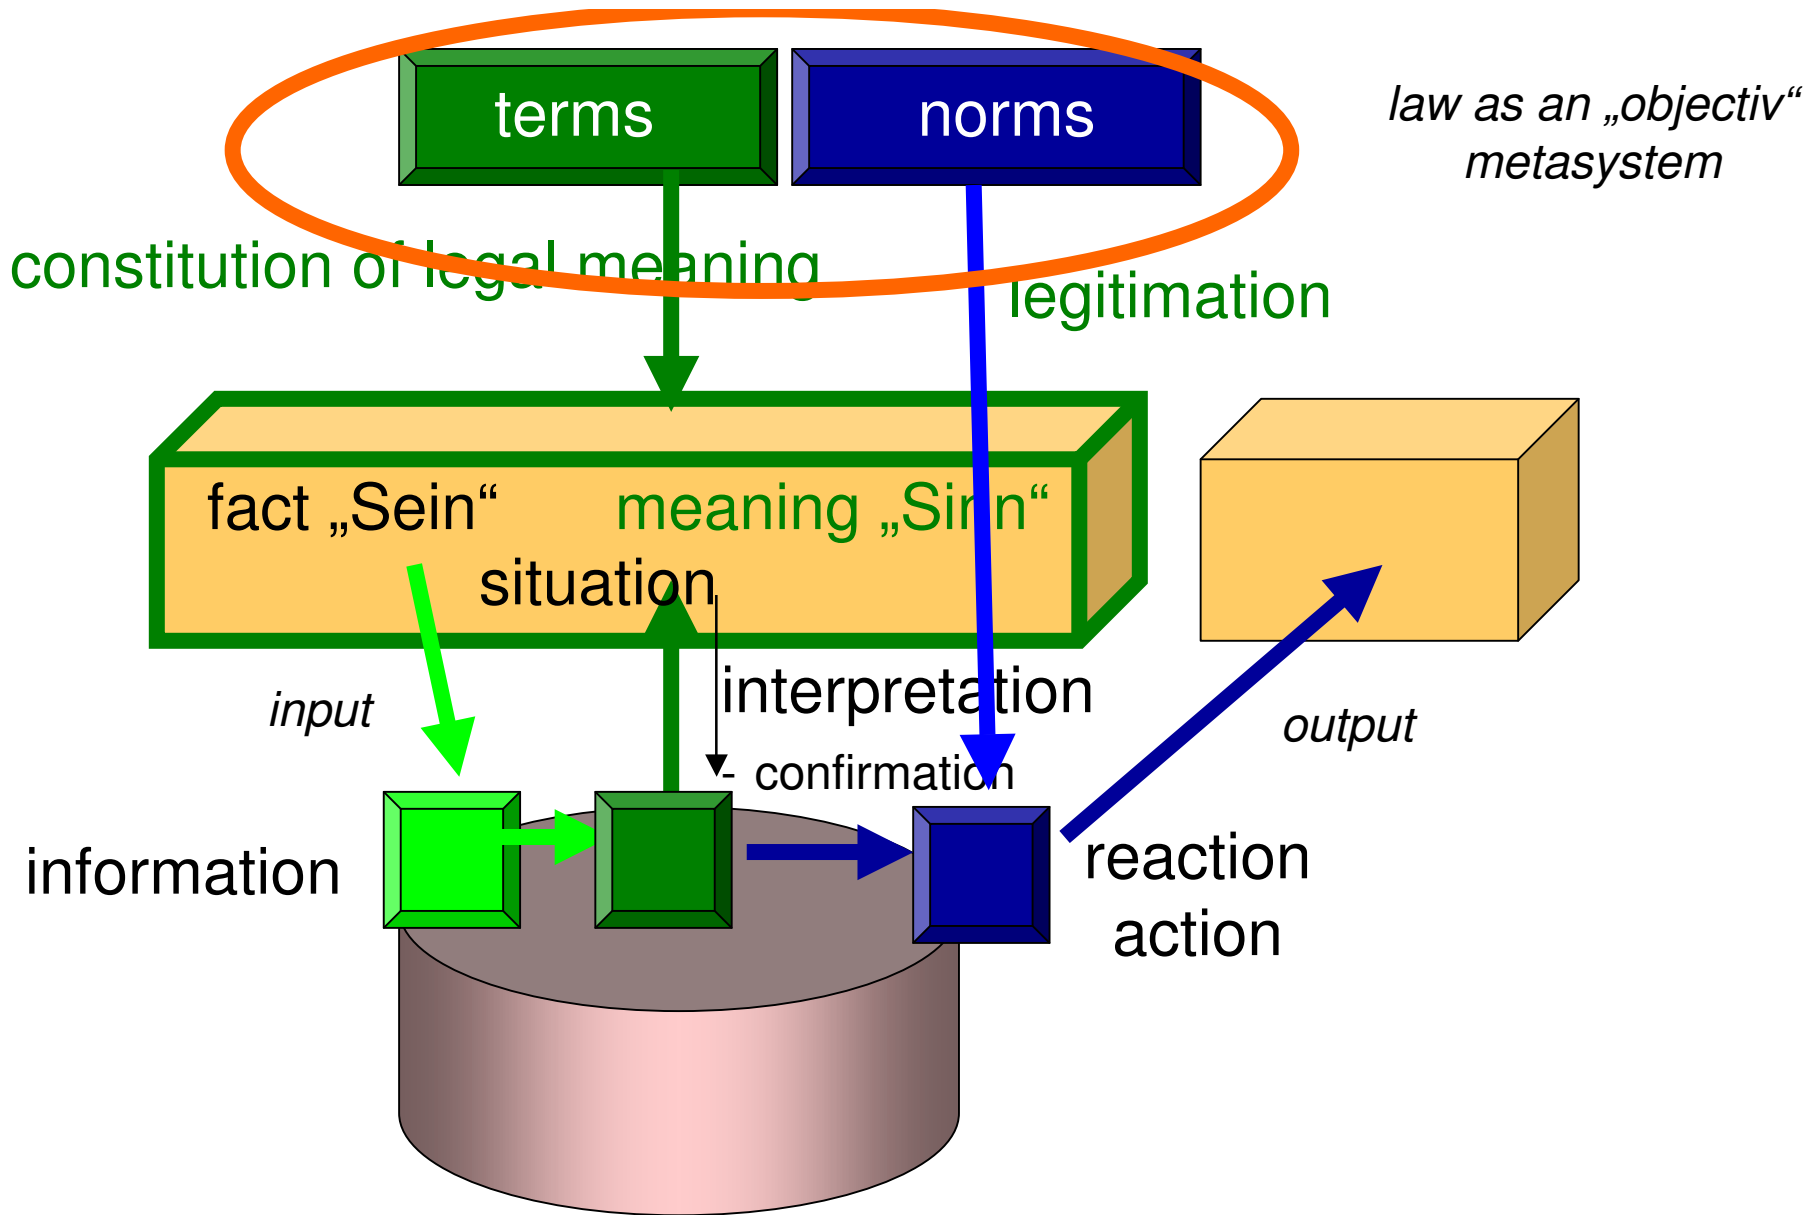 terms
norms
law as an „objectiv“
metasystem
constitution of legal meaning
legitimation
fact „Sein“
meaning „Sinn“
situation
input
interpretation
output
- confirmation
information
reaction
action